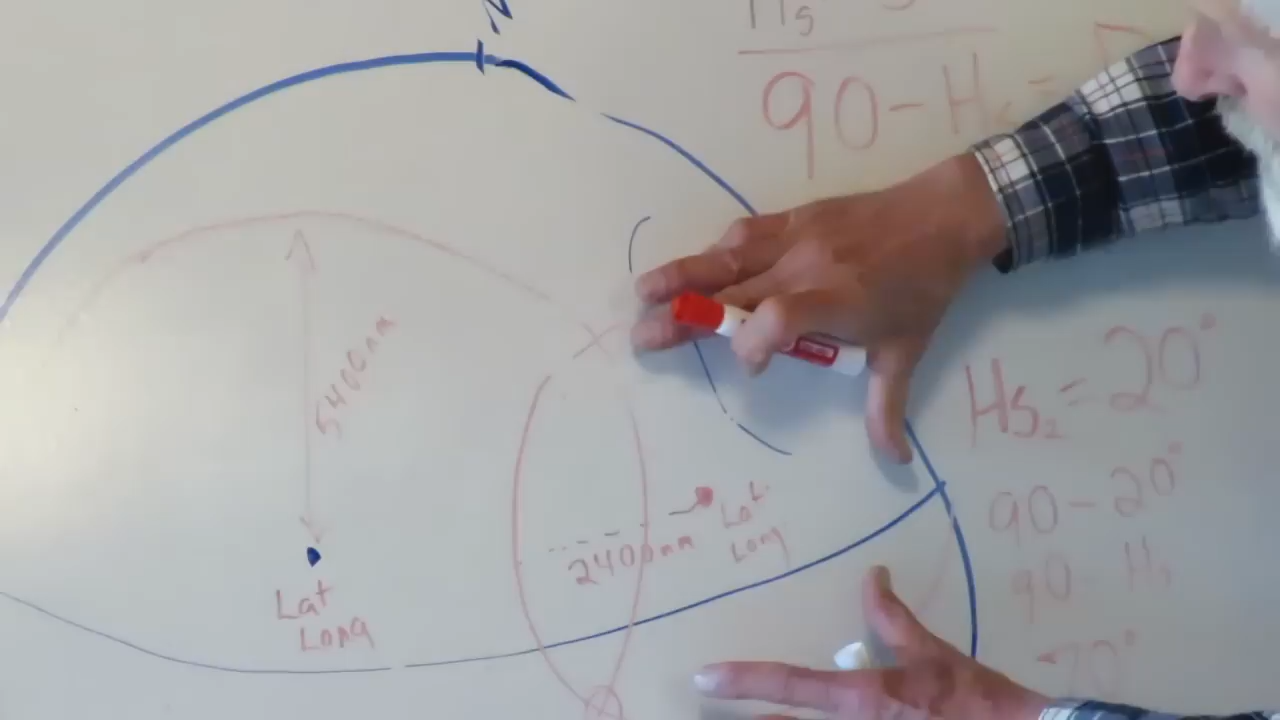 N
Hs
90-Hs =
5400nm
Hs₂=20°
90-20°
90-Hs
70°
Lat
Long
2400nm
Lat
Long